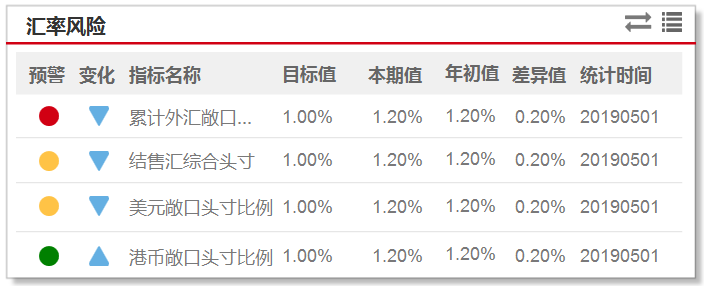 汇率风险
预警 变化 指标名称 目标值 本期值 年初值 差异值 统计时间
累计外汇敞口... 1.00% 1.20% 1.20% 0.20% 20190501
结售汇综合头寸 1.00% 1.20% 1.20% 0.20% 20190501
美元敞口头寸比例 1.00% 1.20% 1.20% 0.20% 20190501
港币敞口头寸比例 1.00% 1.20% 1.20% 0.20% 20190501